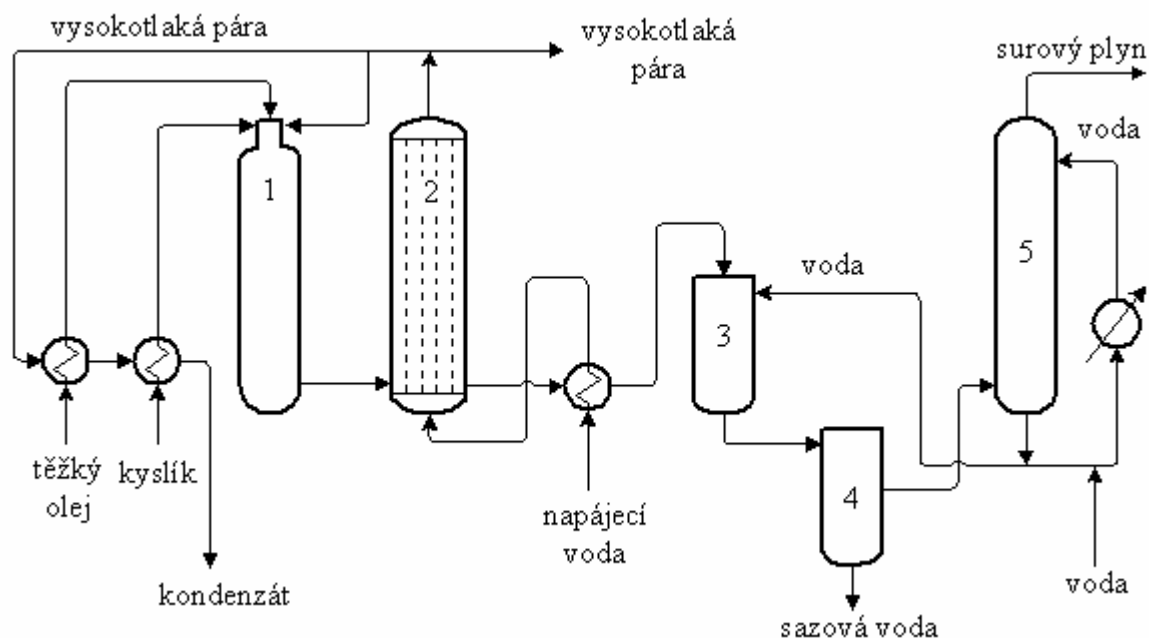 vysokotlaká pára
vysokotlaká
pára
surový plyn
voda
1
2
5
voda
3
těžký
olej
kyslík
napájecí
voda
4
kondenzát
voda
sazová voda